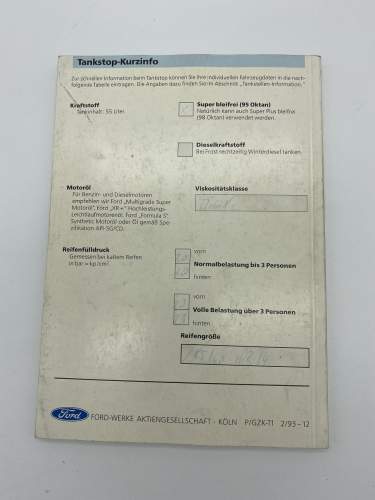 Tankstop-Kurzinfo
Zur schnellen Information beim Tankstop können Sie Ihre individuellen Fahrzeugdaten in die nach-
folgende Tabelle eintragen. Die Angaben dazu finden Sie im Abschnitt „Tankstellen-Information."
Kraftstoff
Tankinhalt: 55 Liter
Super bleifrei (95 Oktan)
Natürlich kann auch Super Plus bleifrei
(98 Oktan) verwendet werden.
Dieselkraftstoff
Bei Frost rechtzeitig Winterdiesel tanken.
Motoröl
Für Benzin- und Dieselmotoren
empfehlen wir Ford „Multigrade Super
Motoröl", Ford „XR+" Hochleistungs-
Leichtlaufmotorenöl, Ford „Formula S"
Synthetic Motoröl oder Öl gemäß Spe-
zifikation API-SG/CD.
Viskositätsklasse
Reifenfülldruck
Gemessen bei kaltem Reifen
in bar = kp/cm²
vorn
Normalbelastung bis 3 Personen
hinten
vorn
Volle Belastung über 3 Personen
hinten
Reifengröße
Ford
FORD-WERKE AKTIENGESELLSCHAFT · KÖLN P/GZK-T1 2/93-12